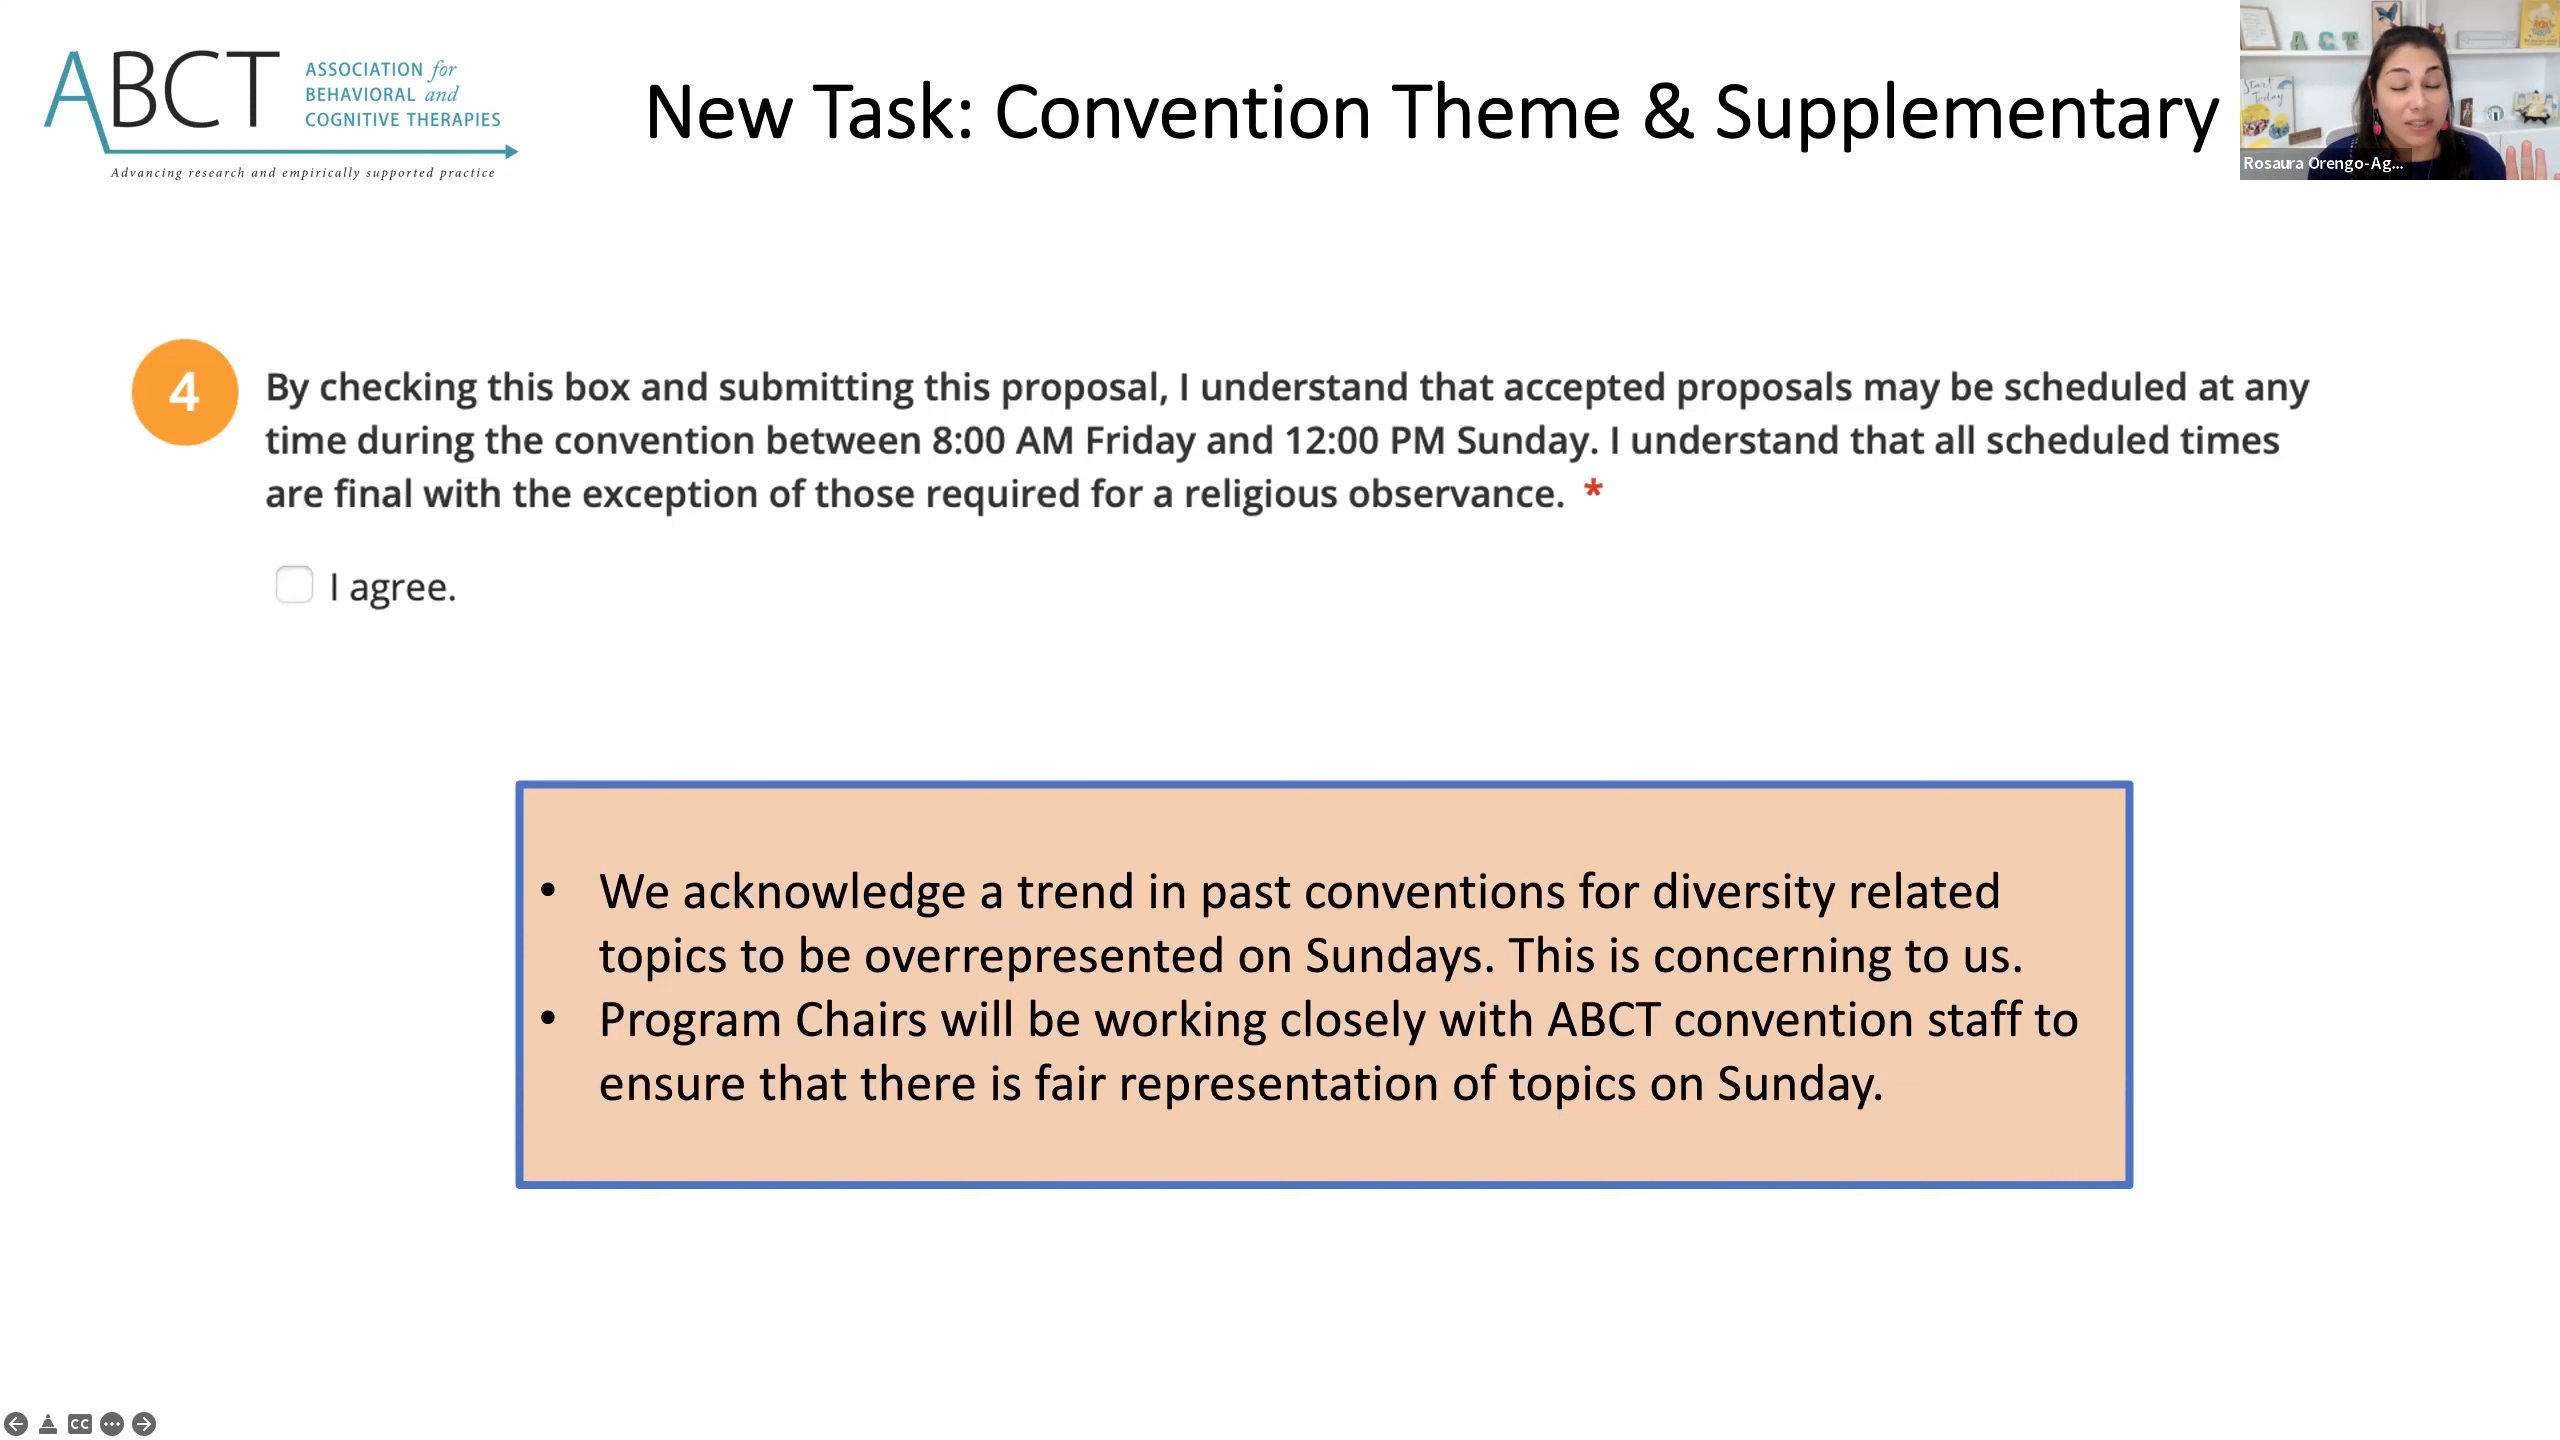 ABCT
ASSOCIATION for
BEHAVIORAL and
COGNITIVE THERAPIES
Advancing research and empirically supported practice
New Task: Convention Theme & Supplementary
ACT
Start
Today
Rosaura Orengo-Ag...
4
By checking this box and submitting this proposal, I understand that accepted proposals may be scheduled at any
time during the convention between 8:00 AM Friday and 12:00 PM Sunday. I understand that all scheduled times
are final with the exception of those required for a religious observance. *
I agree.
• We acknowledge a trend in past conventions for diversity related
topics to be overrepresented on Sundays. This is concerning to us.
• Program Chairs will be working closely with ABCT convention staff to
ensure that there is fair representation of topics on Sunday.
CC